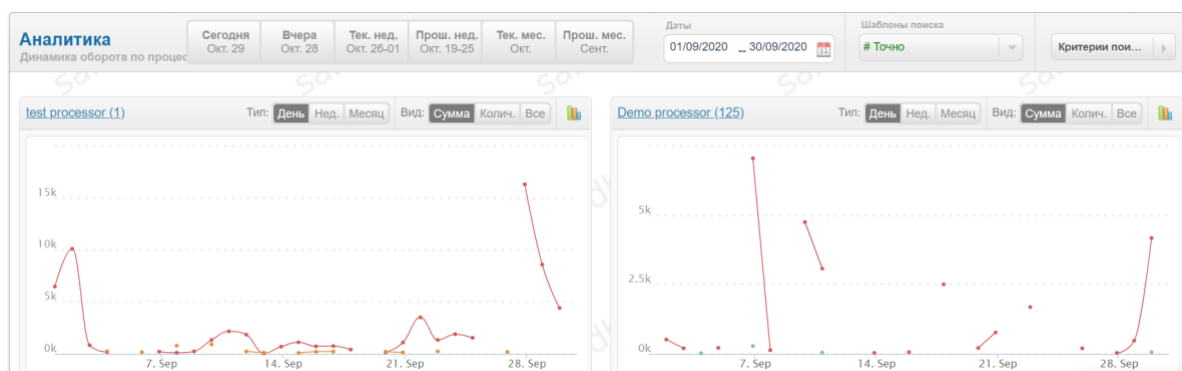 Аналитика
Динамика оборота по процес
Сегодня
Окт. 29
Вчера
Окт. 28
Тек. нед.
Окт. 26-01
Прош. нед.
Окт. 19-25
Тек. мес.
Окт.
Прош. мес.
Сент.
Даты
01/09/2020 _ 30/09/2020
Шаблоны поиска
# Точно
Критерии пои...
test processor (1)
Тип: День Нед. Месяц Вид: Сумма Колич. Все
15k
10k
5k
0k
7. Sep 14. Sep 21. Sep 28. Sep
Demo processor (125)
Тип: День Нед. Месяц Вид: Сумма Колич. Все
5k
2.5k
0k
7. Sep 14. Sep 21. Sep 28. Sep